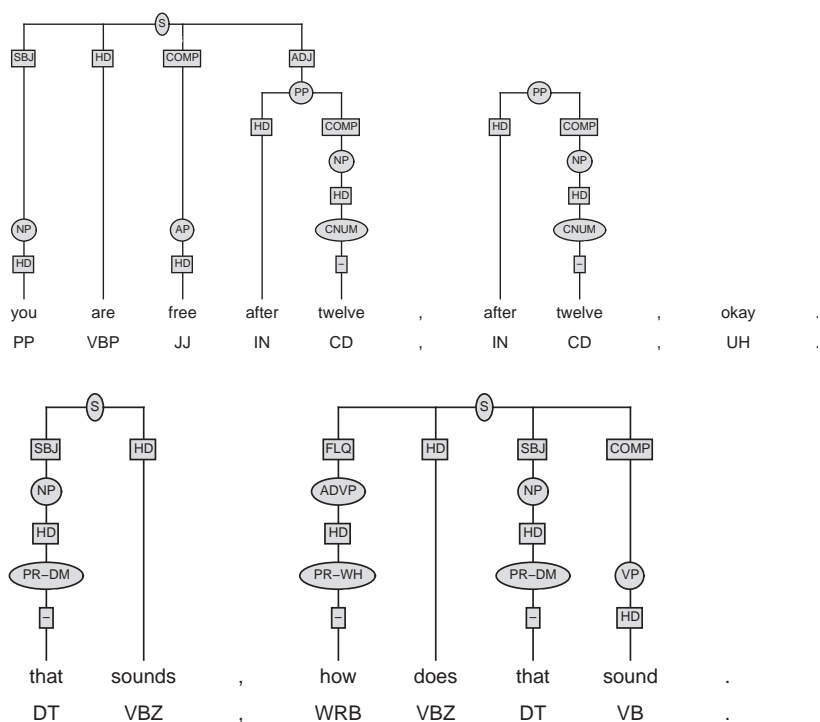 S
SBJ HD COMP ADJ
PP PP
HD COMP HD COMP
NP NP
HD HD
NP AP CNUM CNUM
HD HD – –
you are free after twelve , after twelve , okay .
PP VBP JJ IN CD , IN CD , UH .
S S
SBJ HD FLQ HD SBJ COMP
NP ADVP NP
HD HD HD
PR–DM PR–WH PR–DM VP
– – – HD
that sounds , how does that sound .
DT VBZ , WRB VBZ DT VB .